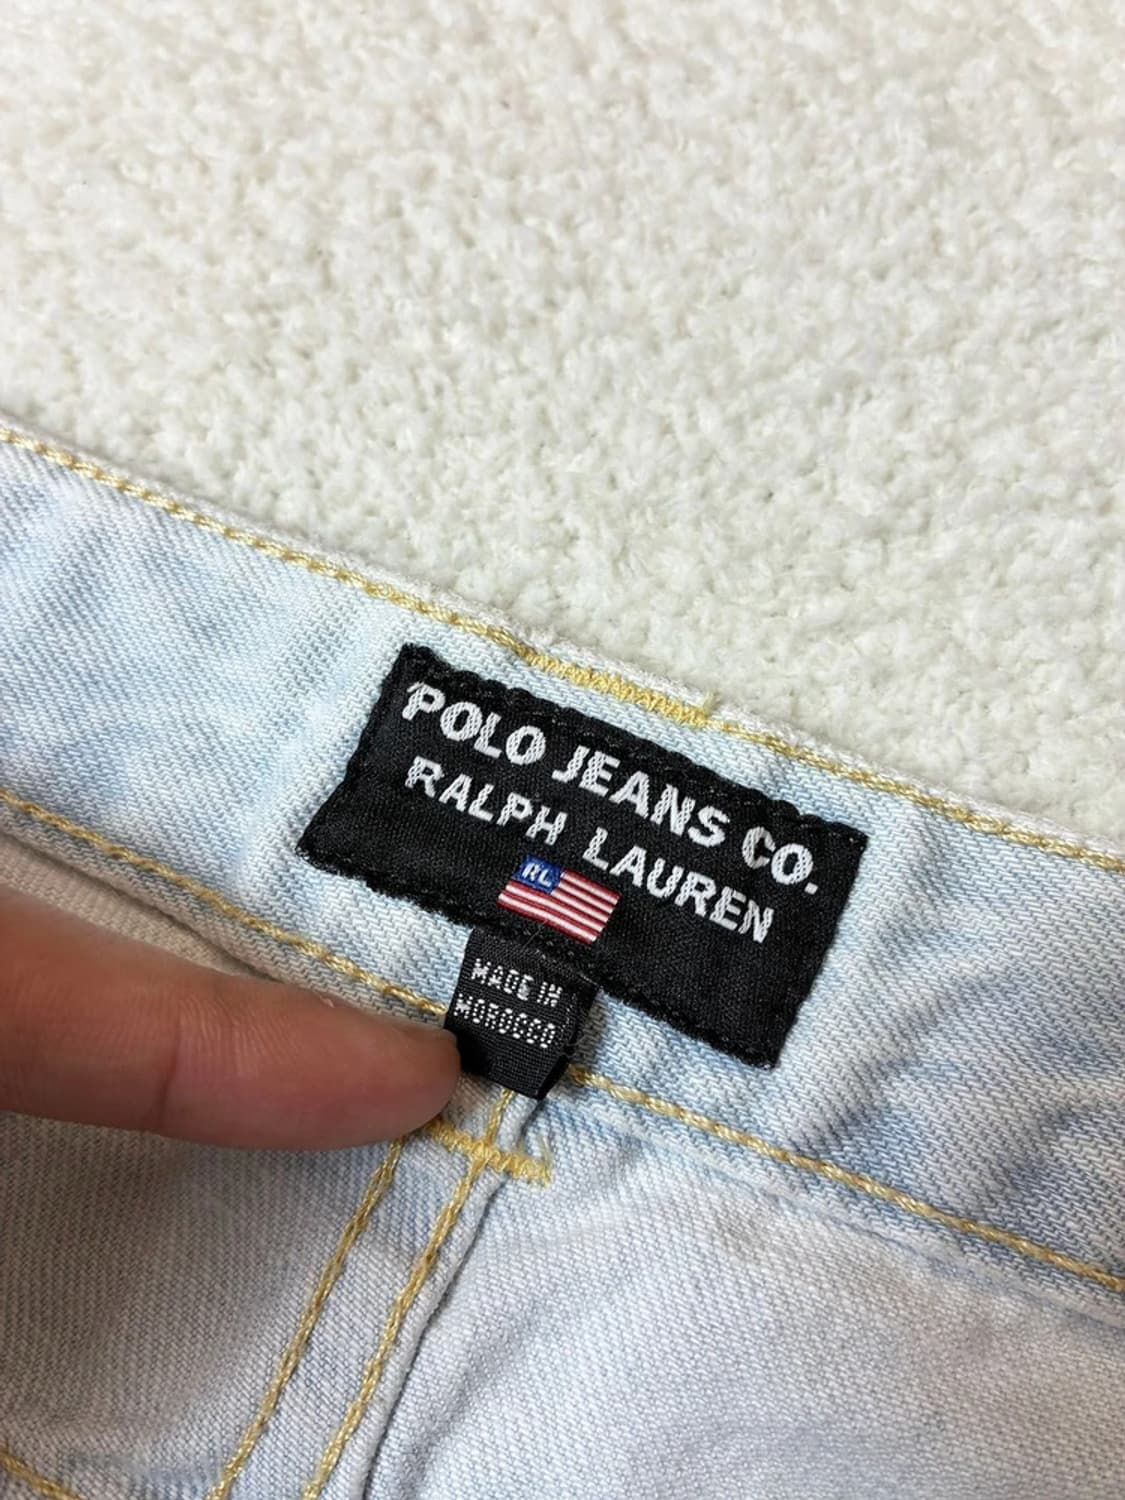 POLO JEANS CO.
RALPH LAUREN
RL
MADE IN
MOROCCO